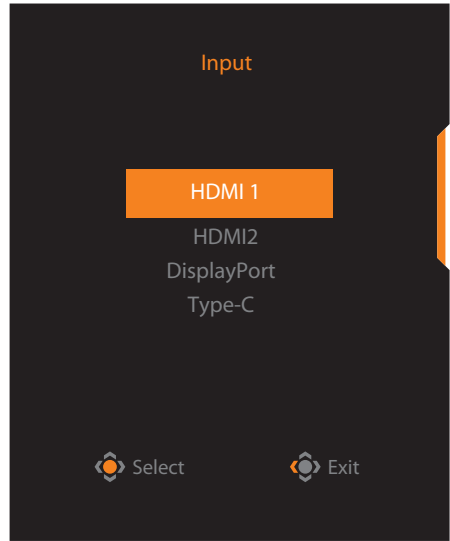 Input
HDMI 1
HDMI2
DisplayPort
Type-C
Select Exit